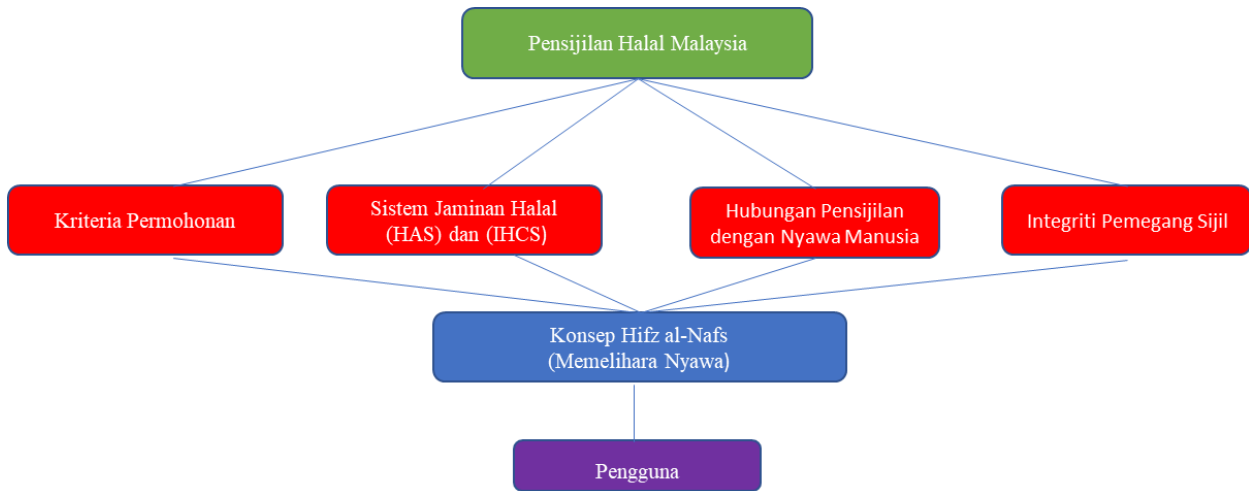 Pensijilan Halal Malaysia
Kriteria Permohonan
Sistem Jaminan Halal
(HAS) dan (IHCS)
Hubungan Pensijilan
dengan Nyawa Manusia
Integriti Pemegang Sijil
Konsep Hifz al-Nafs
(Memelihara Nyawa)
Pengguna